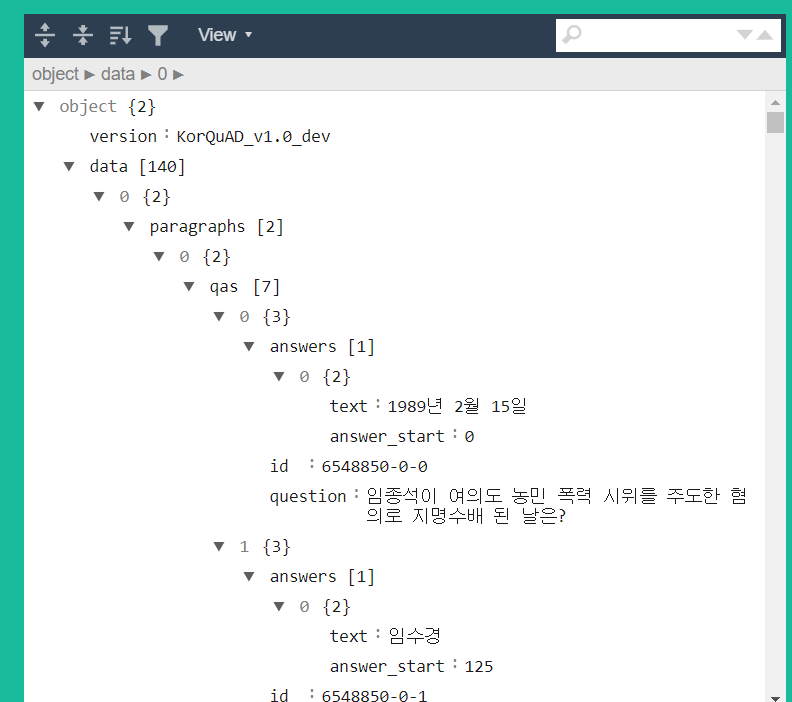 View
object ▶ data ▶ 0 ▶
object {2}
version : KorQuAD_v1.0_dev
data [140]
0 {2}
paragraphs [2]
0 {2}
qas [7]
0 {3}
answers [1]
0 {2}
text : 1989년 2월 15일
answer_start : 0
id : 6548850-0-0
question : 임종석이 여의도 농민 폭력 시위를 주도한 혐
의로 지명수배 된 날은?
1 {3}
answers [1]
0 {2}
text : 임수경
answer_start : 125
id : 6548850-0-1